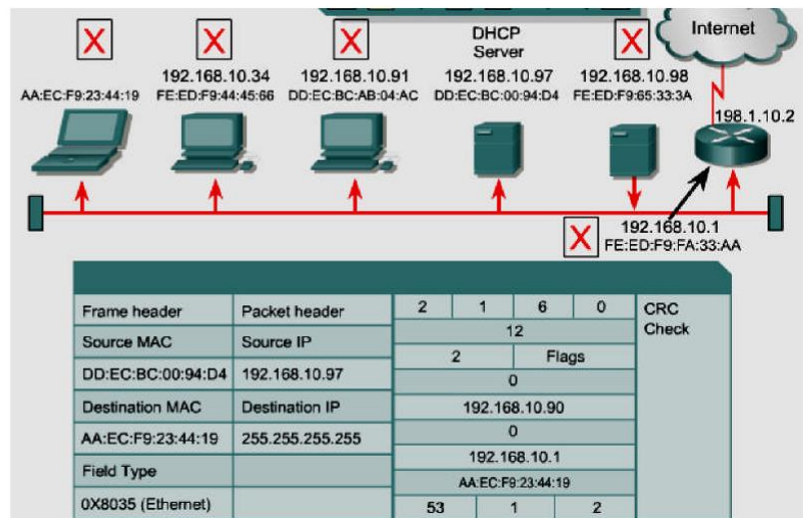 DHCP
Server
Internet
192.168.10.34
192.168.10.91
192.168.10.97
192.168.10.98
AA:EC:F9:23:44:19
FE:ED:F9:44:45:66
DD:EC:BC:AB:04:AC
DD:EC:BC:00:94:D4
FE:ED:F9:65:33:3A
198.1.10.2
192.168.10.1
FE:ED:F9:FA:33:AA
Frame header
Source MAC
DD:EC:BC:00:94:D4
Destination MAC
AA:EC:F9:23:44:19
Field Type
0X8035 (Ethernet)
Packet header
Source IP
192.168.10.97
Destination IP
255.255.255.255
2 1 6 0
12
2 Flags
0
192.168.10.90
0
192.168.10.1
AA:EC:F9:23:44:19
53 1 2
CRC
Check